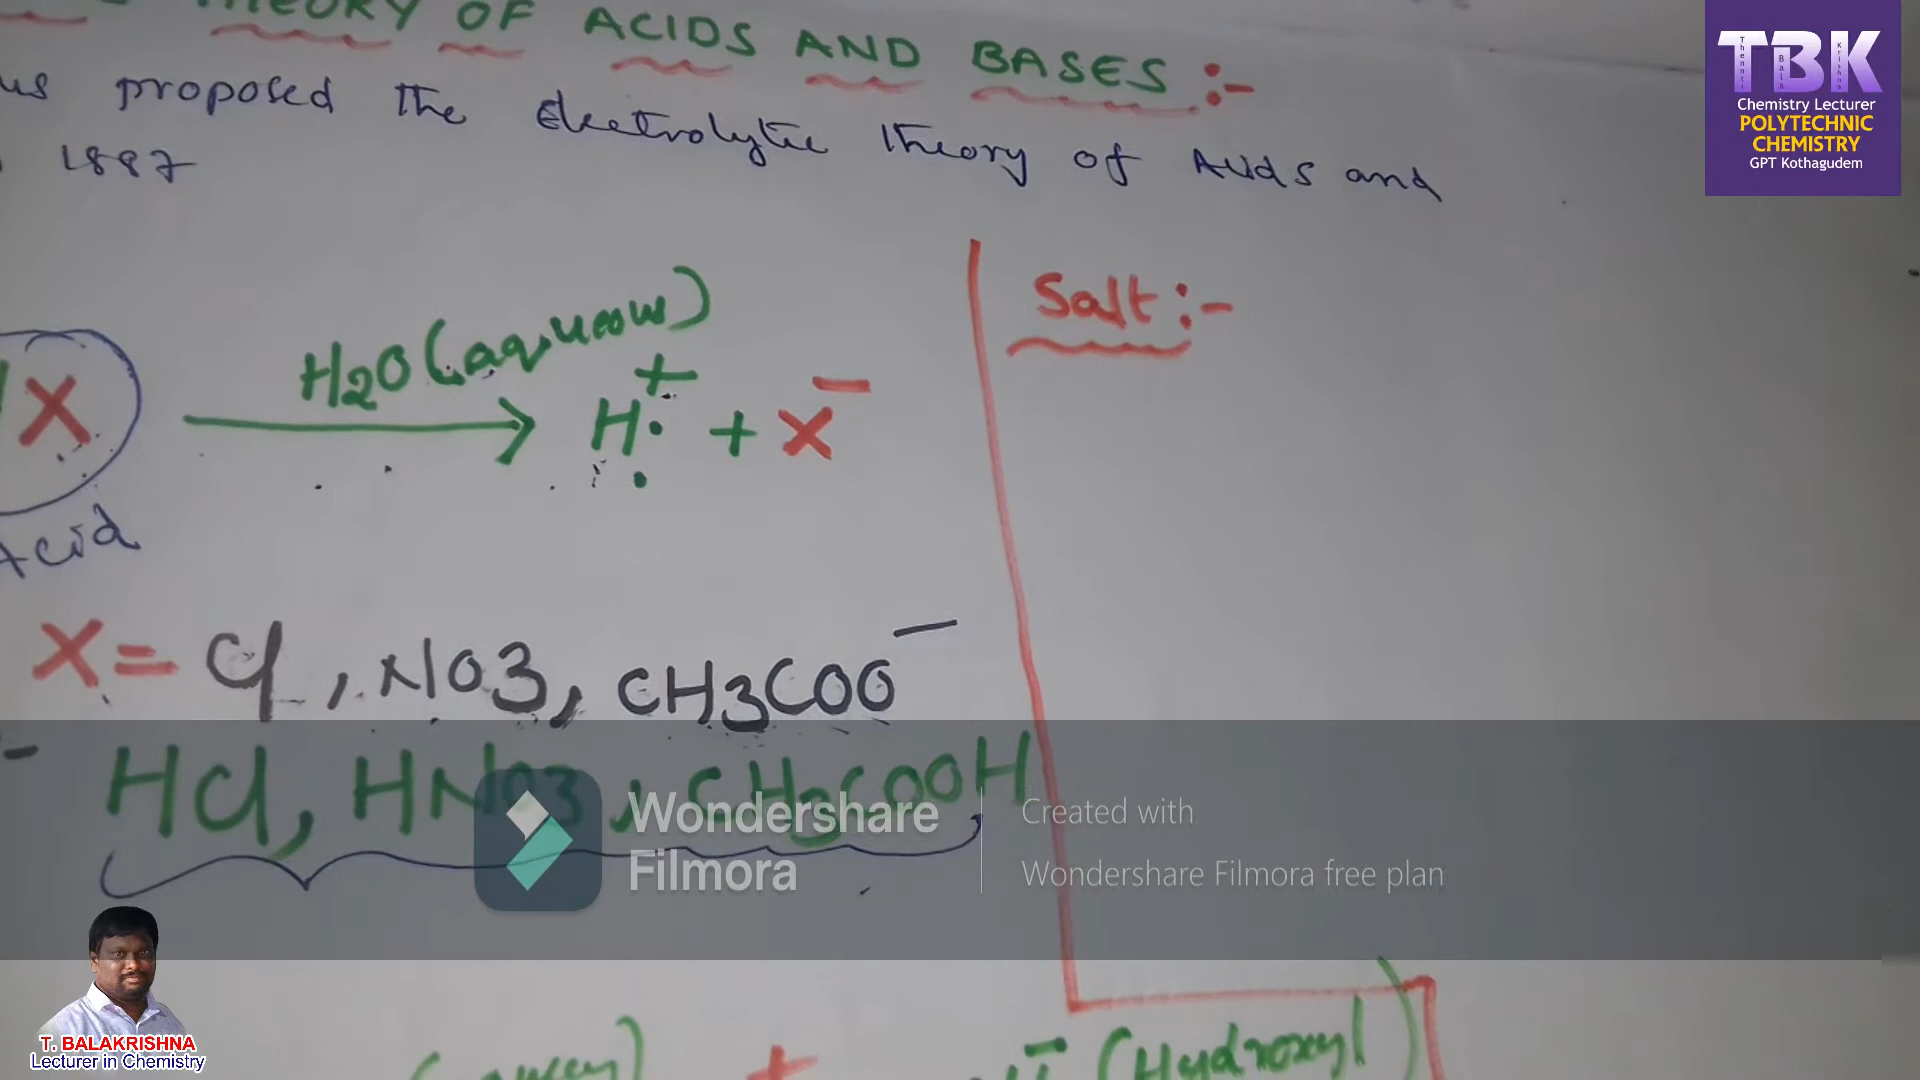 THEORY OF ACIDS AND BASES :-
us proposed the Electrolytic theory of Acids and
1887
TBK
Chemistry Lecturer
POLYTECHNIC
CHEMISTRY
GPT Kothagudem
Salt :-
H2O (aqueous)
X
H+ + X-
Acid
X = Cl, NO3, CH3COO-
HCl, HNO3, CH3COOH
Wondershare
Filmora
Created with
Wondershare Filmora free plan
T. BALAKRISHNA
Lecturer in Chemistry
+
(Hydroxyl)